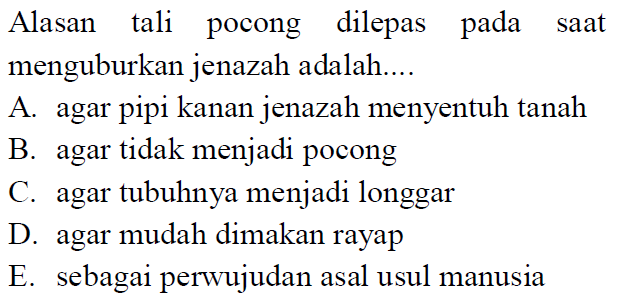 Alasan tali pocong dilepas pada saat
menguburkan jenazah adalah....
A. agar pipi kanan jenazah menyentuh tanah
B. agar tidak menjadi pocong
C. agar tubuhnya menjadi longgar
D. agar mudah dimakan rayap
E. sebagai perwujudan asal usul manusia